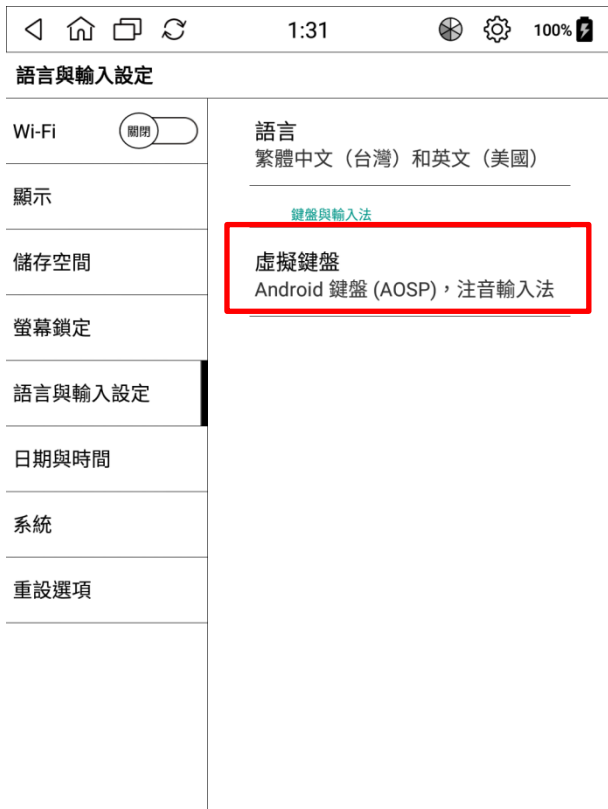 1:31
100%
語言與輸入設定
Wi-Fi
關閉
顯示
儲存空間
螢幕鎖定
語言與輸入設定
日期與時間
系統
重設選項
語言
繁體中文（台灣）和英文（美國）
鍵盤與輸入法
虛擬鍵盤
Android 鍵盤 (AOSP)，注音輸入法